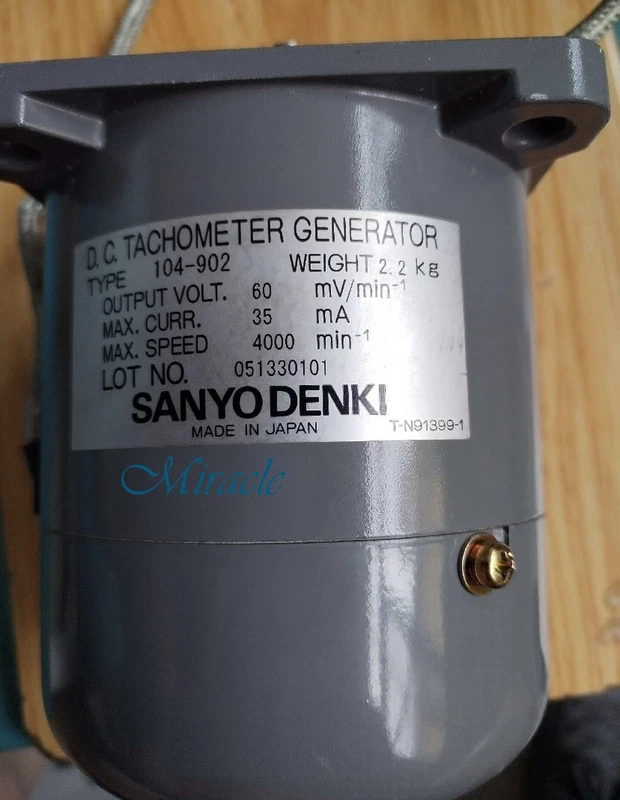 D.C. TACHOMETER GENERATOR
TYPE 104-902 WEIGHT 2.2 kg
OUTPUT VOLT. 60 mV/min⁻¹
MAX. CURR. 35 mA
MAX. SPEED 4000 min⁻¹
LOT NO. 051330101
SANYO DENKI
MADE IN JAPAN T-N91399-1
Miracle